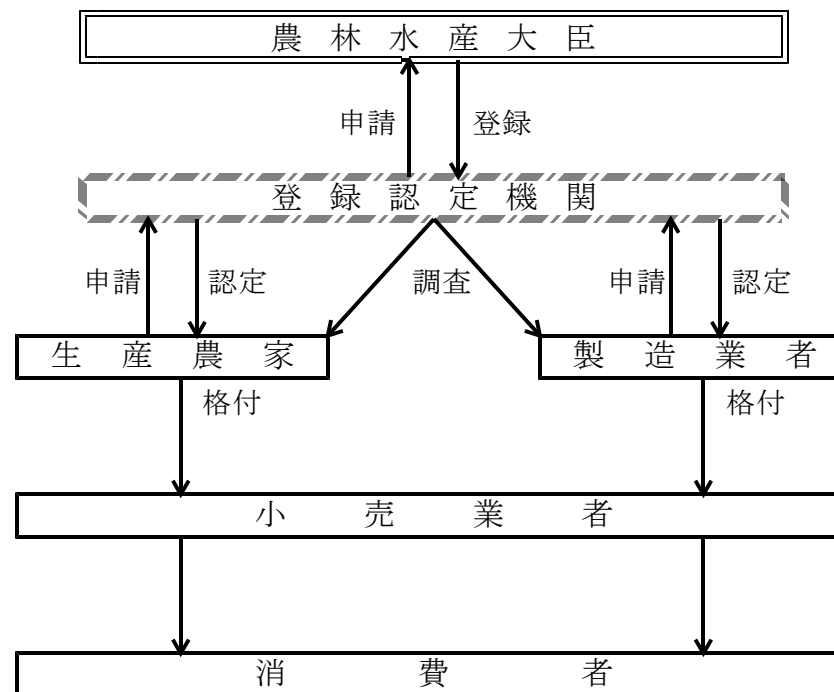 農林水産大臣
申請 登録
登録認定機関
申請 認定 調査 申請 認定
生産農家 製造業者
格付 格付
小売業者
消費者